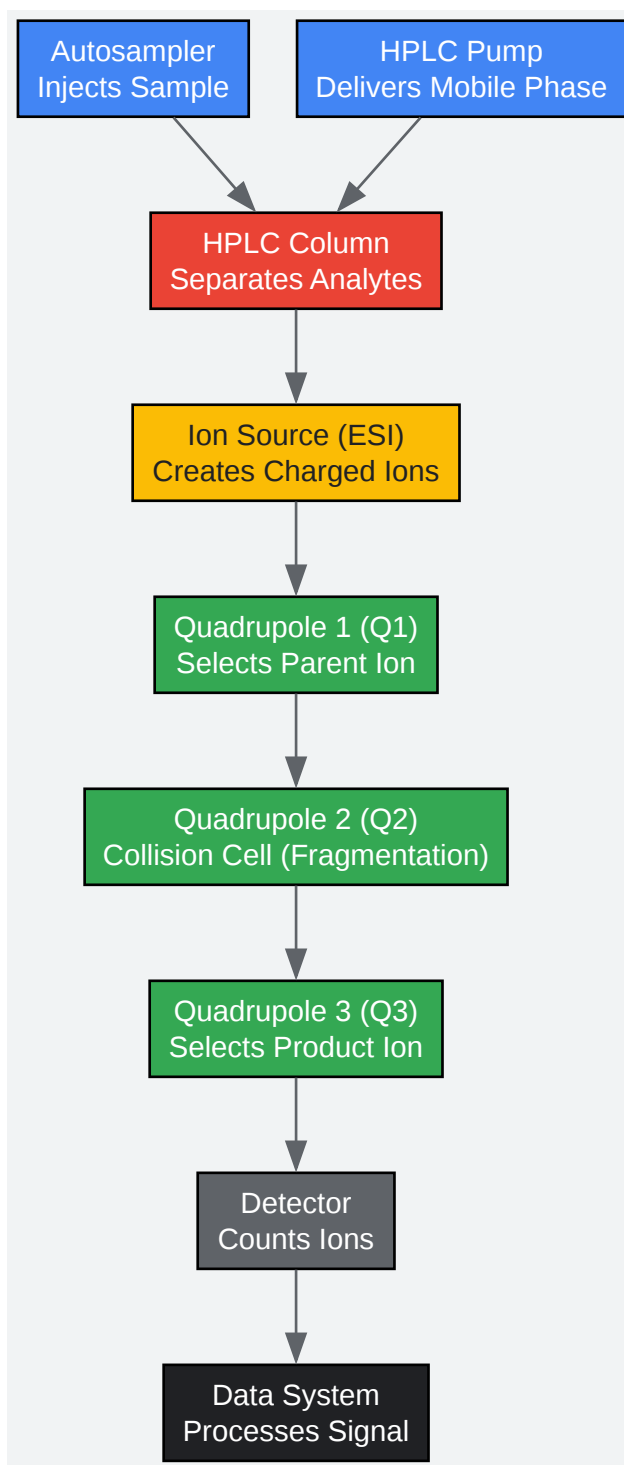 Autosampler
Injects Sample
HPLC Pump
Delivers Mobile Phase
HPLC Column
Separates Analytes
Ion Source (ESI)
Creates Charged Ions
Quadrupole 1 (Q1)
Selects Parent Ion
Quadrupole 2 (Q2)
Collision Cell (Fragmentation)
Quadrupole 3 (Q3)
Selects Product Ion
Detector
Counts Ions
Data System
Processes Signal